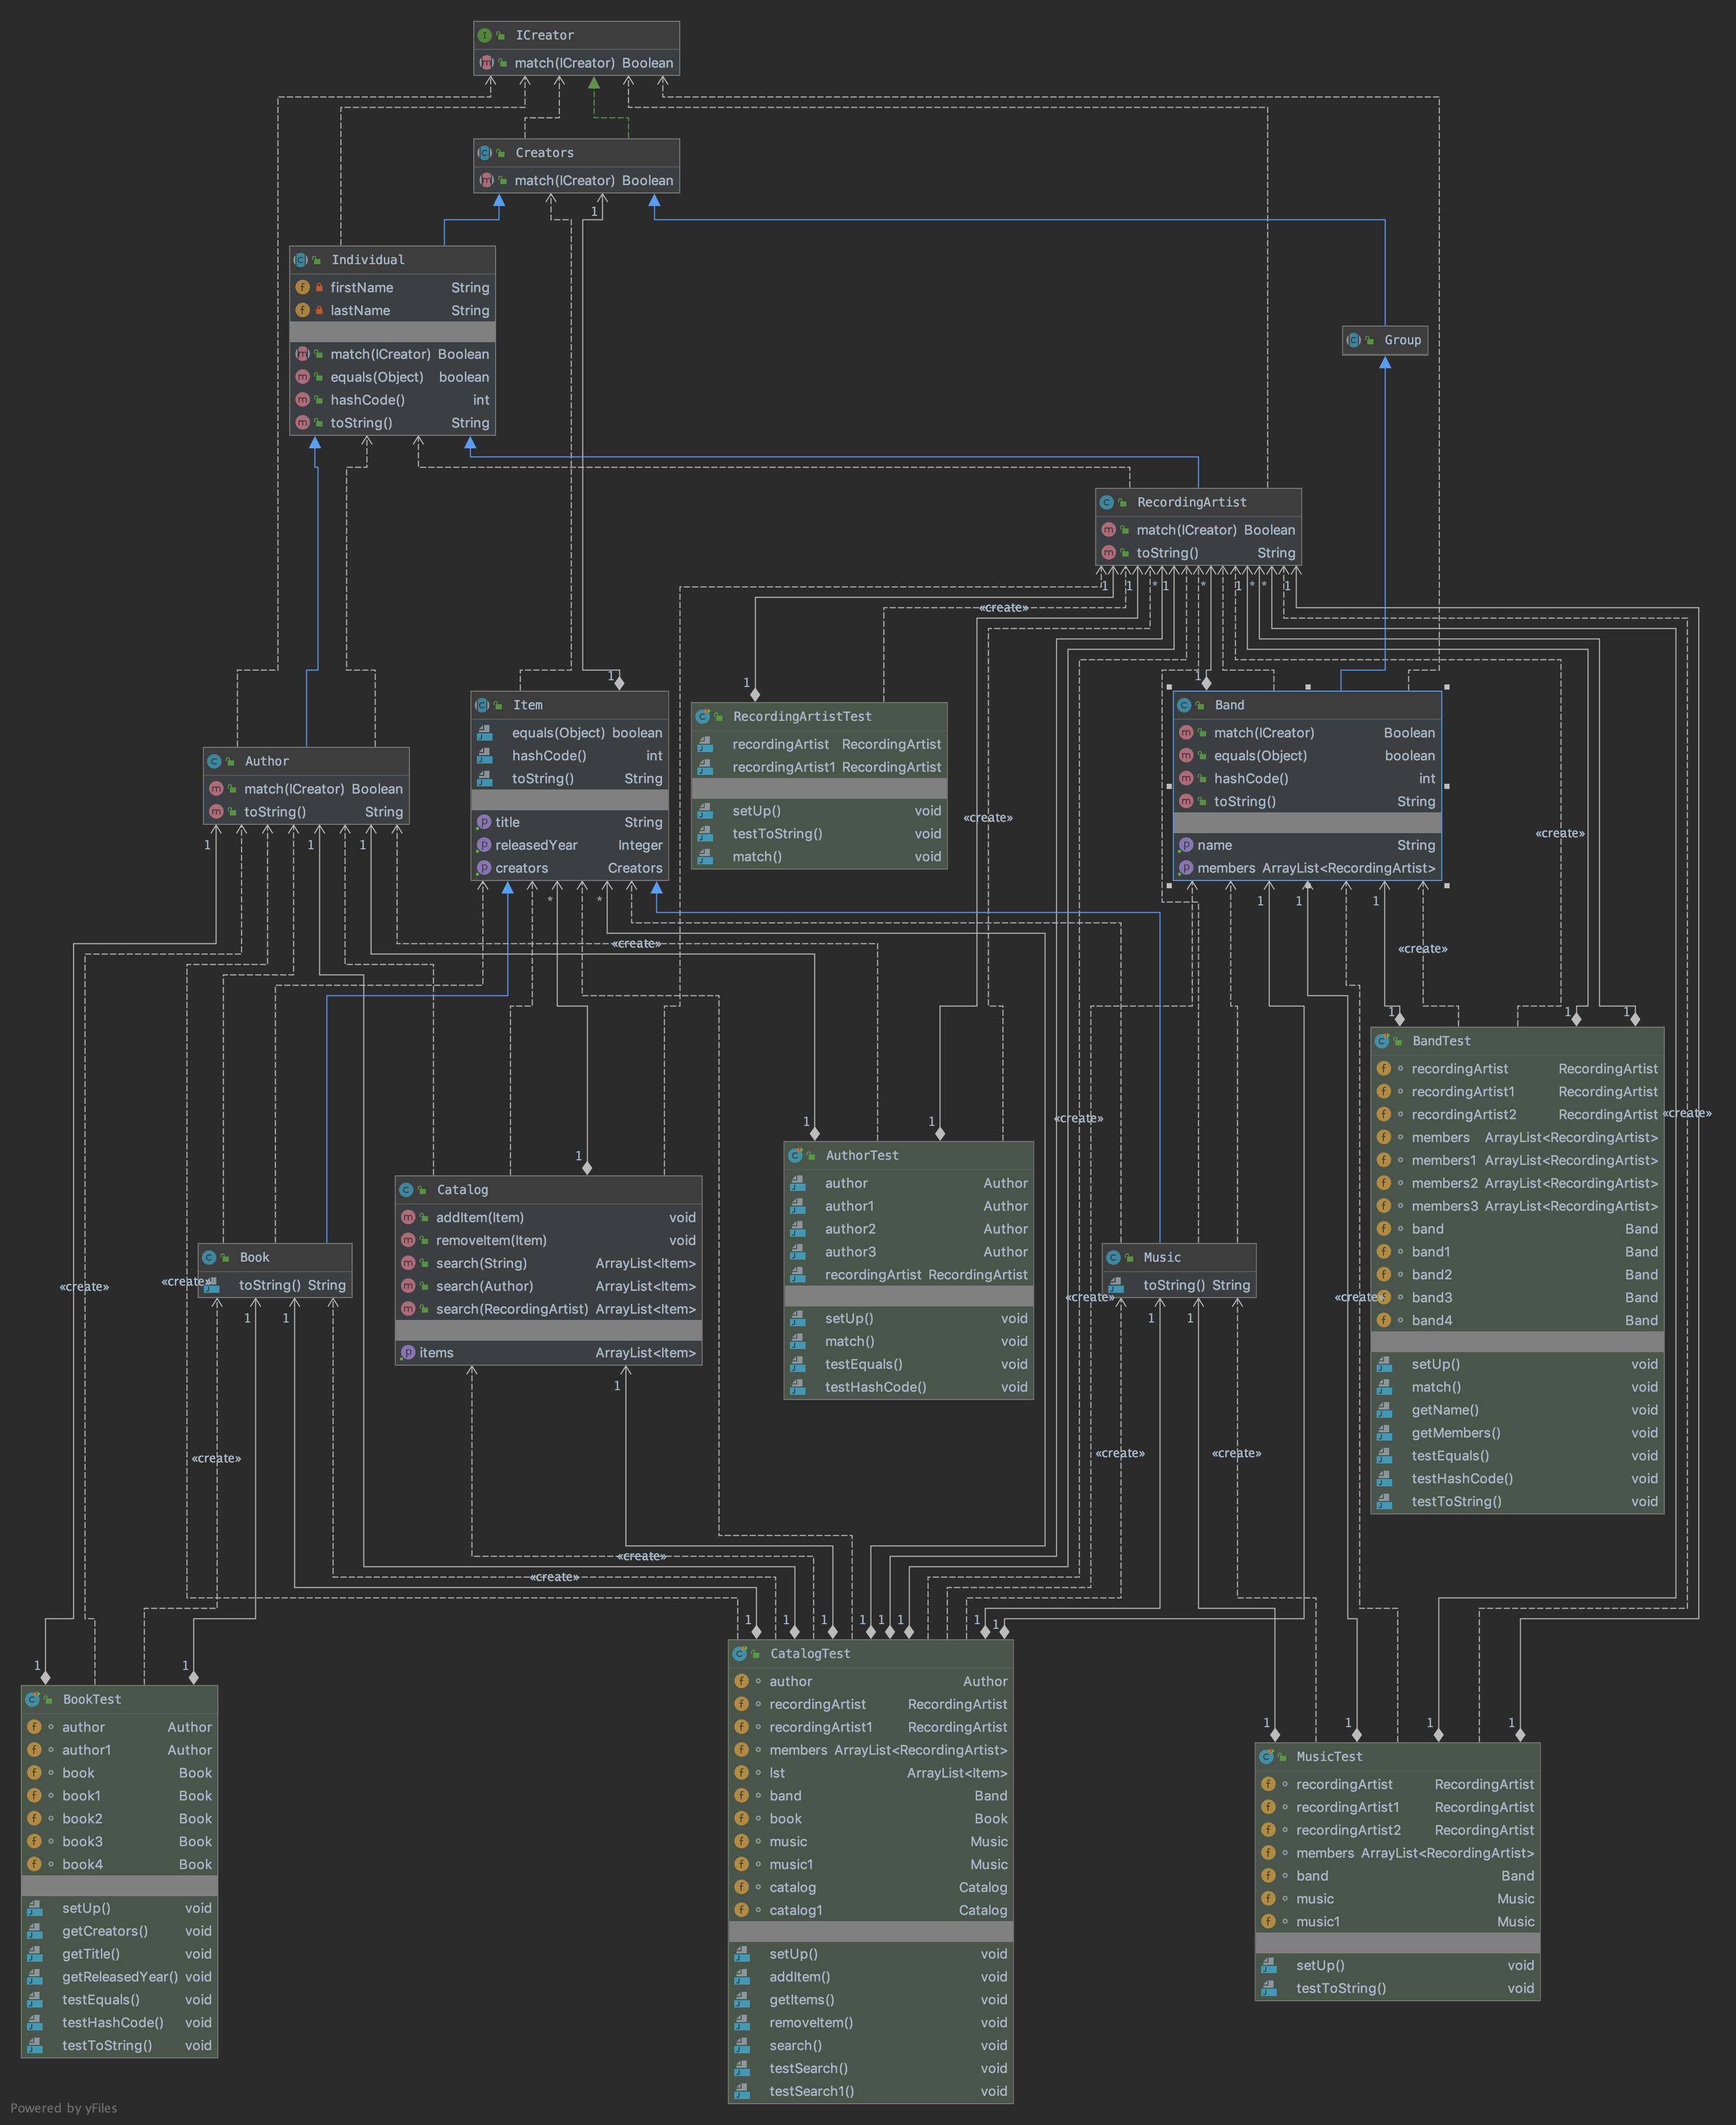 ICreator
match(ICreator) Boolean
Creators
match(ICreator) Boolean
1
Individual
firstName String
lastName String
match(ICreator) Boolean
equals(Object) boolean
hashCode() int
toString() String
Group
RecordingArtist
match(ICreator) Boolean
toString() String
1 1 * 1 * 1 * * 1
«create»
1 1 1
Item
equals(Object) boolean
hashCode() int
toString() String
title String
releasedYear Integer
creators Creators
RecordingArtistTest
recordingArtist RecordingArtist
recordingArtist1 RecordingArtist
setUp() void
testToString() void
match() void
Band
match(ICreator) Boolean
equals(Object) boolean
hashCode() int
toString() String
name String
members ArrayList<RecordingArtist>
Author
match(ICreator) Boolean
toString() String
«create»
«create»
1 1 1
* *
1 1 1
«create»
«create»
1 1 1
BandTest
recordingArtist RecordingArtist
recordingArtist1 RecordingArtist
recordingArtist2 RecordingArtist
members ArrayList<RecordingArtist>
members1 ArrayList<RecordingArtist>
members2 ArrayList<RecordingArtist>
members3 ArrayList<RecordingArtist>
band Band
band1 Band
band2 Band
band3 Band
band4 Band
setUp() void
match() void
getName() void
getMembers() void
testEquals() void
testHashCode() void
testToString() void
«create»
«create»
1 1
AuthorTest
author Author
author1 Author
author2 Author
author3 Author
recordingArtist RecordingArtist
setUp() void
match() void
testEquals() void
testHashCode() void
1
Catalog
addItem(Item) void
removeItem(Item) void
search(String) ArrayList<Item>
search(Author) ArrayList<Item>
search(RecordingArtist) ArrayList<Item>
items ArrayList<Item>
1
Book
toString() String
1 1
Music
toString() String
1 1
«create»
«create»
«create»
«create»
«create»
«create»
«create»
«create»
«create»
1 1
BookTest
author Author
author1 Author
book Book
book1 Book
book2 Book
book3 Book
book4 Book
setUp() void
getCreators() void
getTitle() void
getReleasedYear() void
testEquals() void
testHashCode() void
testToString() void
1 1 1 1 1 1 1 1
CatalogTest
author Author
recordingArtist RecordingArtist
recordingArtist1 RecordingArtist
members ArrayList<RecordingArtist>
lst ArrayList<Item>
band Band
book Book
music Music
music1 Music
catalog Catalog
catalog1 Catalog
setUp() void
addItem() void
getItems() void
removeItem() void
search() void
testSearch() void
testSearch1() void
1 1 1 1
MusicTest
recordingArtist RecordingArtist
recordingArtist1 RecordingArtist
recordingArtist2 RecordingArtist
members ArrayList<RecordingArtist>
band Band
music Music
music1 Music
setUp() void
testToString() void
Powered by yFiles